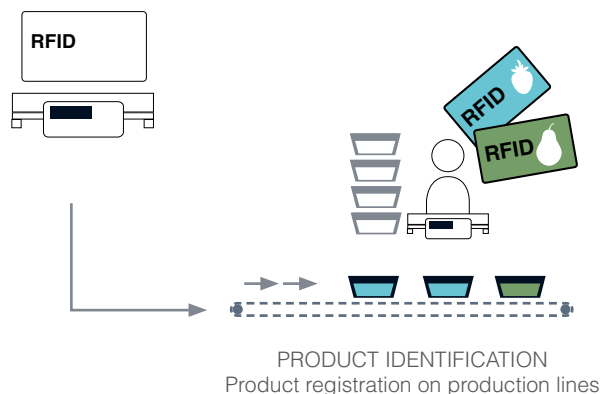 RFID
RFID
RFID
PRODUCT IDENTIFICATION
Product registration on production lines